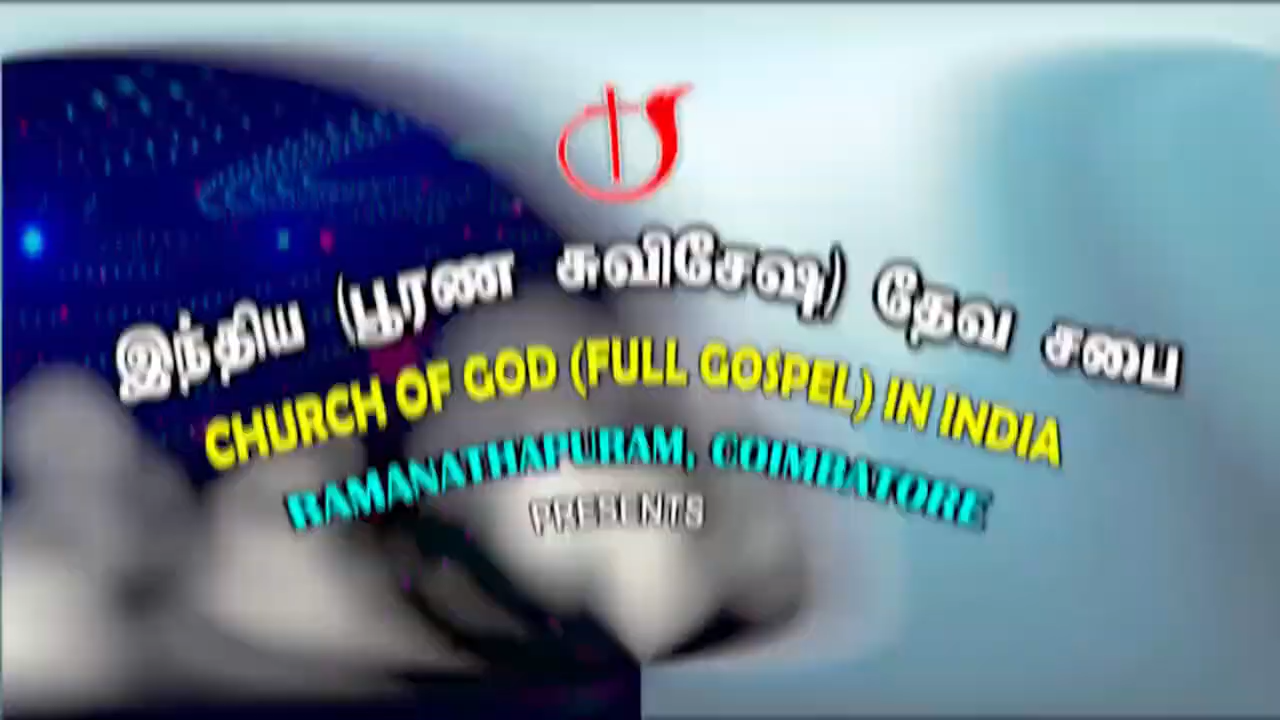 இந்திய (பூரண சுவிசேஷ) தேவ சபை
CHURCH OF GOD (FULL GOSPEL) IN INDIA
RAMANATHAPURAM, COIMBATORE
PRESENTS